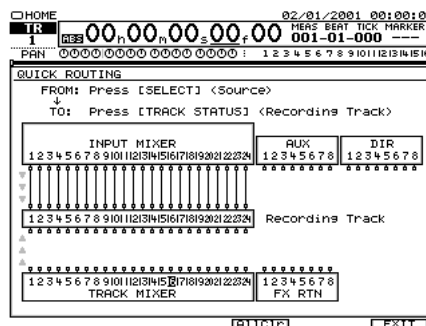 HOME 02/01/2001 00:00:0
TR 1 ABS 00h00m00s00f00 MEAS BEAT TICK MARKER
001-01-000 ---
PAN 1 2 3 4 5 6 7 8 9 10 11 12 13 14 15 16
QUICK ROUTING
FROM: Press [SELECT] (Source)
TO: Press [TRACK STATUS] (Recording Track)
INPUT MIXER AUX DIR
1 2 3 4 5 6 7 8 9 10 11 12 13 14 15 16 17 18 19 20 21 22 23 24 1 2 3 4 5 6 7 8 1 2 3 4 5 6 7 8
1 2 3 4 5 6 7 8 9 10 11 12 13 14 15 16 17 18 19 20 21 22 23 24 Recording Track
1 2 3 4 5 6 7 8 9 10 11 12 13 14 15 16 17 18 19 20 21 22 23 24 1 2 3 4 5 6 7 8
TRACK MIXER FX RTN
AllClr EXIT